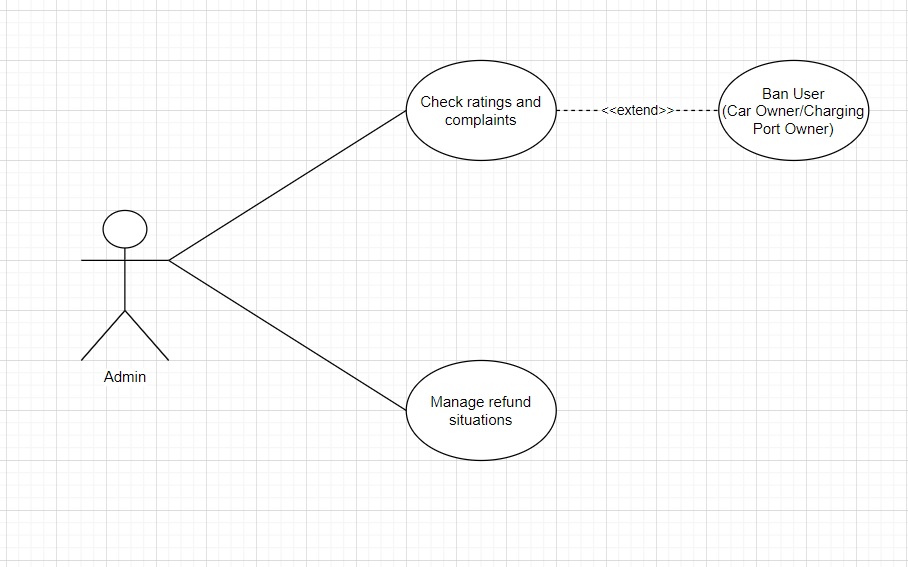 Check ratings and
complaints
<<extend>>
Ban User
(Car Owner/Charging
Port Owner)
Admin
Manage refund
situations